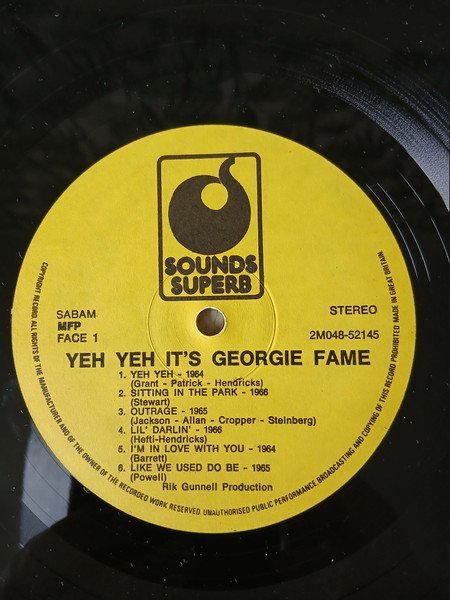 SOUNDS
SUPERB
SABAM
MFP
FACE 1
STEREO
2M048-52145
YEH YEH IT'S GEORGIE FAME
1. YEH YEH - 1964
(Grant - Patrick - Hendricks)
2. SITTING IN THE PARK - 1966
(Stewart)
3. OUTRAGE - 1965
(Jackson - Allan - Cropper - Steinberg)
4. LIL' DARLIN' - 1966
(Hefti-Hendricks)
5. I'M IN LOVE WITH YOU - 1964
(Barrett)
6. LIKE WE USED DO BE - 1965
(Powell)
Rik Gunnell Production
COPYRIGHT RECORD. ALL RIGHTS OF THE MANUFACTURER AND OF THE OWNER OF THE RECORDED WORK RESERVED. UNAUTHORISED PUBLIC PERFORMANCE BROADCASTING AND COPYING OF THIS RECORD PROHIBITED MADE IN GREAT BRITAIN.